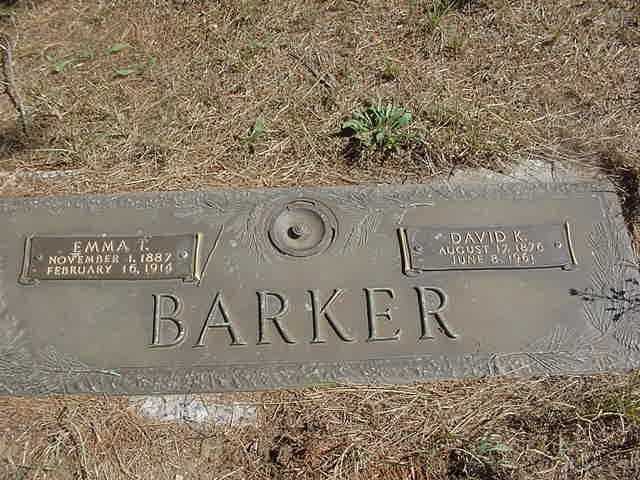 EMMA T.
NOVEMBER 1, 1887
FEBRUARY 16, 1914
DAVID K.
AUGUST 17, 1876
JUNE 8, 1961
BARKER